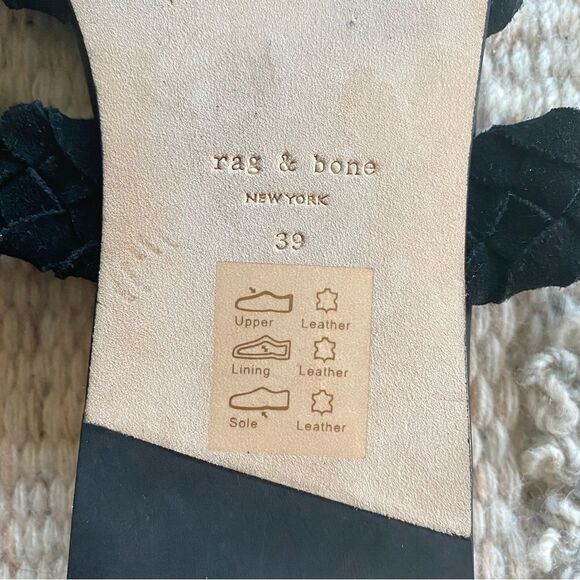 rag & bone
NEW YORK
39
Upper Leather
Lining Leather
Sole Leather